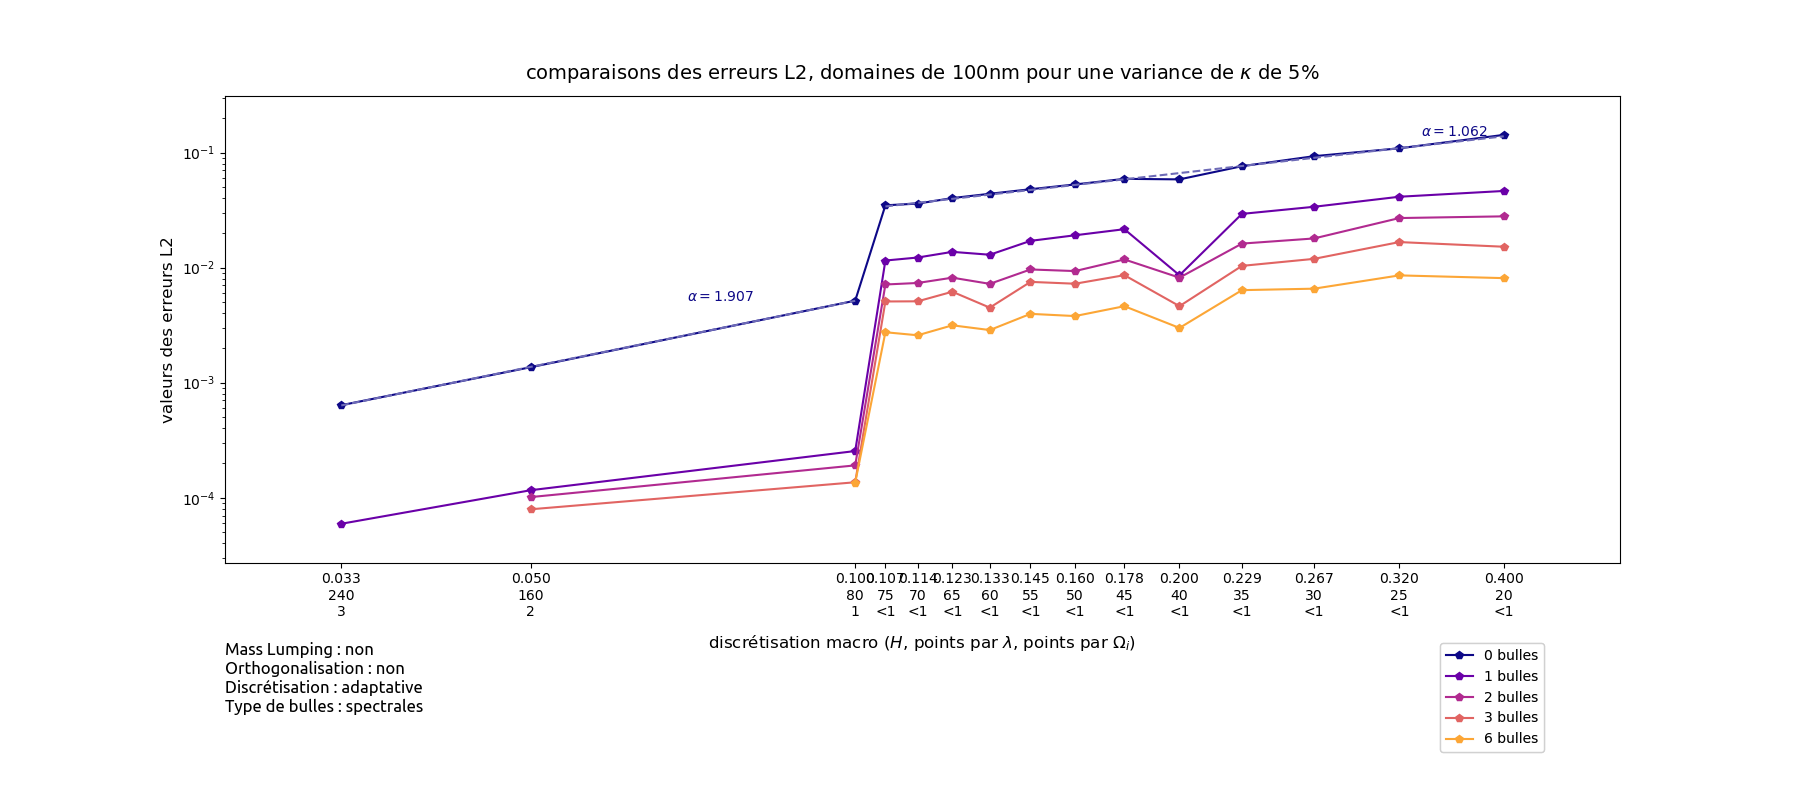 comparaisons des erreurs L2, domaines de 100nm pour une variance de κ de 5%
valeurs des erreurs L2
10⁻¹
10⁻²
10⁻³
10⁻⁴
α = 1.907
α = 1.062
0.033 0.050 0.100 0.107 0.114 0.123 0.133 0.145 0.160 0.178 0.200 0.229 0.267 0.320 0.400
240 160 80 75 70 65 60 55 50 45 40 35 30 25 20
3 2 1 <1 <1 <1 <1 <1 <1 <1 <1 <1 <1 <1 <1
discrétisation macro (H, points par λ, points par Ωᵢ)
Mass Lumping : non
Orthogonalisation : non
Discrétisation : adaptative
Type de bulles : spectrales
0 bulles
1 bulles
2 bulles
3 bulles
6 bulles